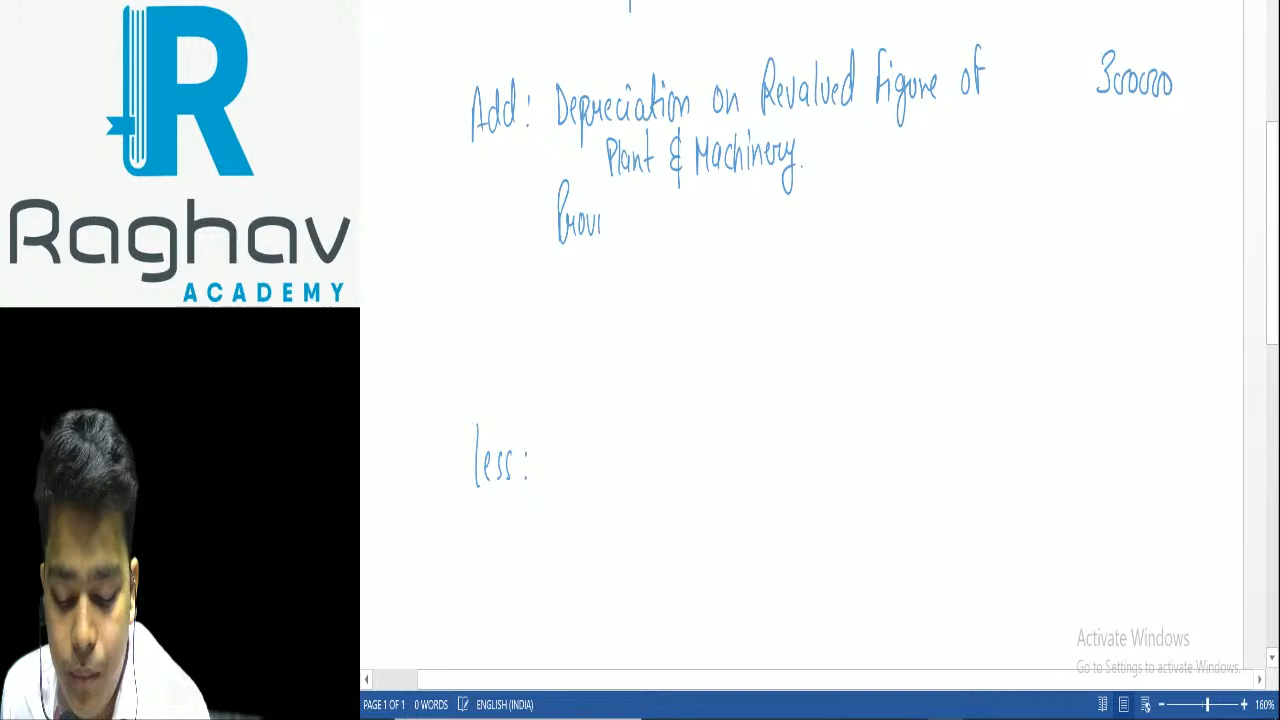 Raghav
ACADEMY
Add: Depreciation on Revalued figure of 300000
Plant & Machinery.
Provi
less:
Activate Windows
Go to Settings to activate Windows.
PAGE 1 OF 1 0 WORDS ENGLISH (INDIA) 160%